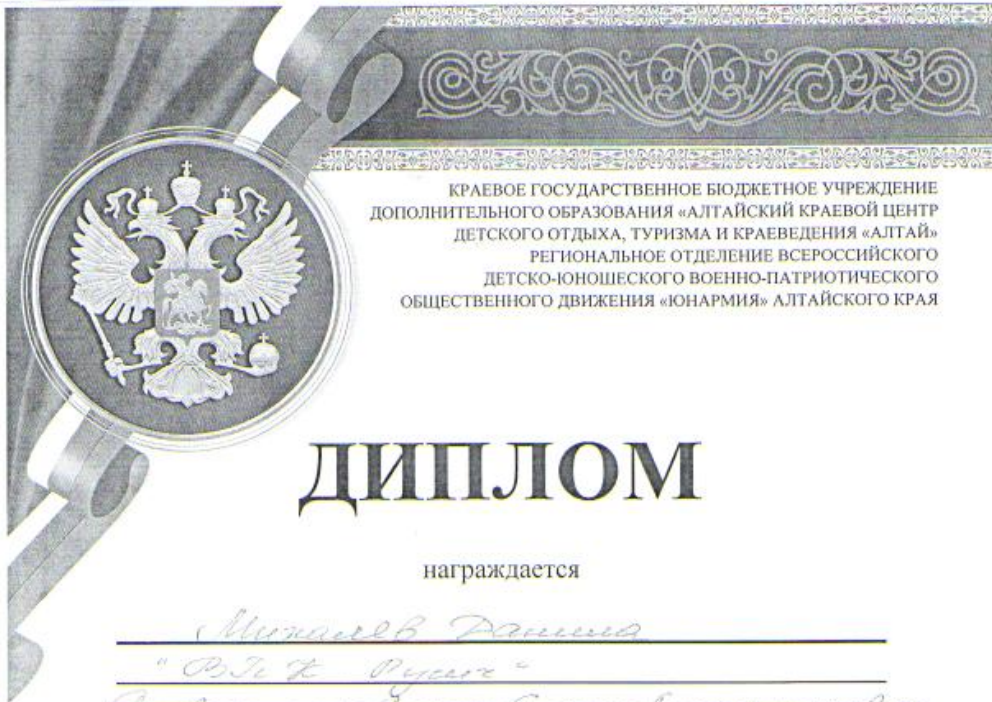 КРАЕВОЕ ГОСУДАРСТВЕННОЕ БЮДЖЕТНОЕ УЧРЕЖДЕНИЕ
ДОПОЛНИТЕЛЬНОГО ОБРАЗОВАНИЯ «АЛТАЙСКИЙ КРАЕВОЙ ЦЕНТР
ДЕТСКОГО ОТДЫХА, ТУРИЗМА И КРАЕВЕДЕНИЯ «АЛТАЙ»
РЕГИОНАЛЬНОЕ ОТДЕЛЕНИЕ ВСЕРОССИЙСКОГО
ДЕТСКО-ЮНОШЕСКОГО ВОЕННО-ПАТРИОТИЧЕСКОГО
ОБЩЕСТВЕННОГО ДВИЖЕНИЯ «ЮНАРМИЯ» АЛТАЙСКОГО КРАЯ
ДИПЛОМ
награждается
Данила
"ВПК Русич"